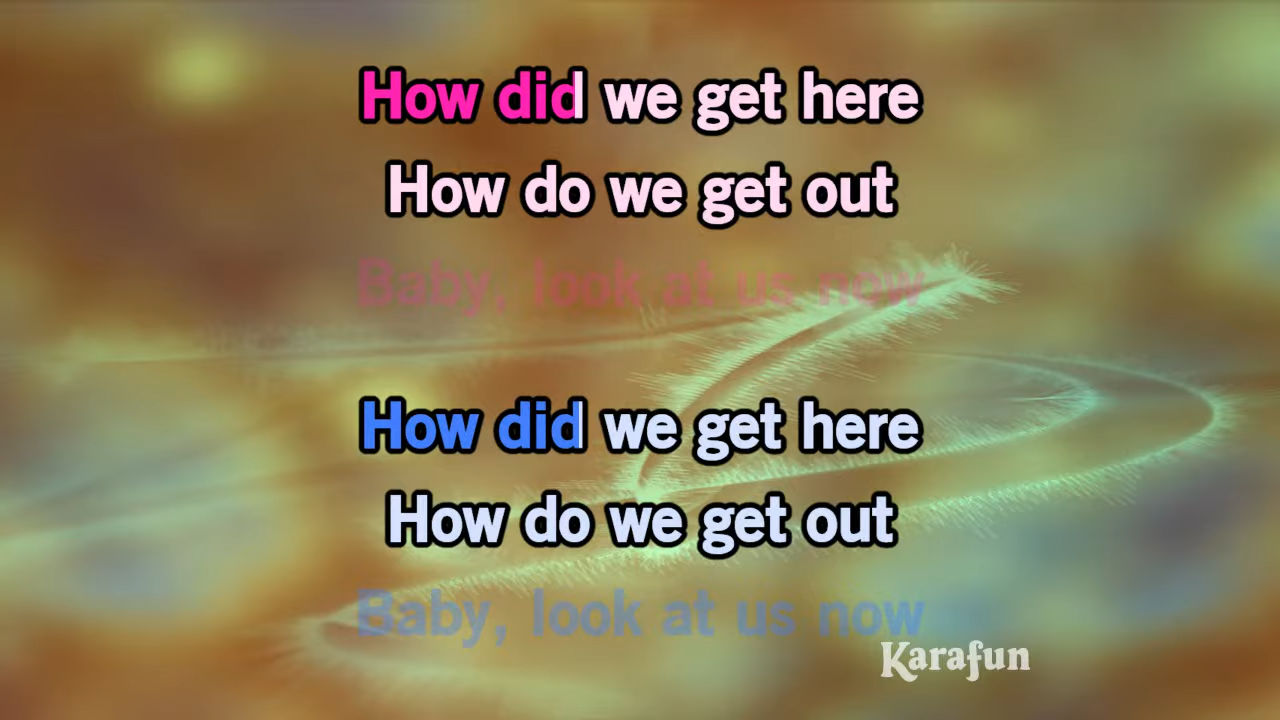 How did we get here
How do we get out
Baby, look at us now
How did we get here
How do we get out
Baby, look at us now
Karafun